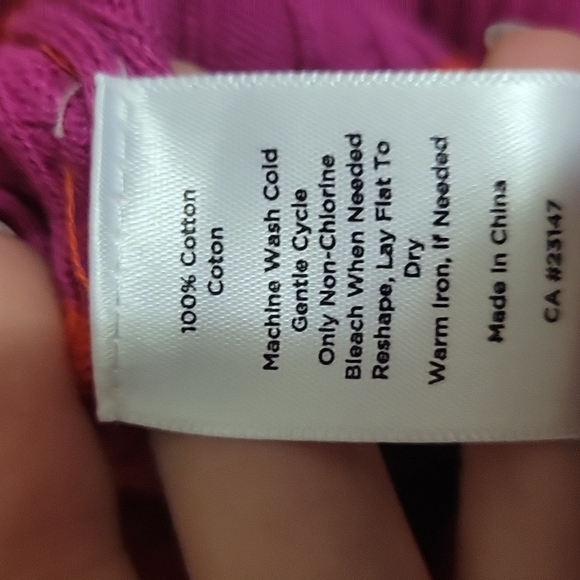 100% Cotton
Coton
Machine Wash Cold
Gentle Cycle
Only Non-Chlorine
Bleach When Needed
Reshape, Lay Flat To
Dry
Warm Iron, If Needed
Made In China
CA #23147